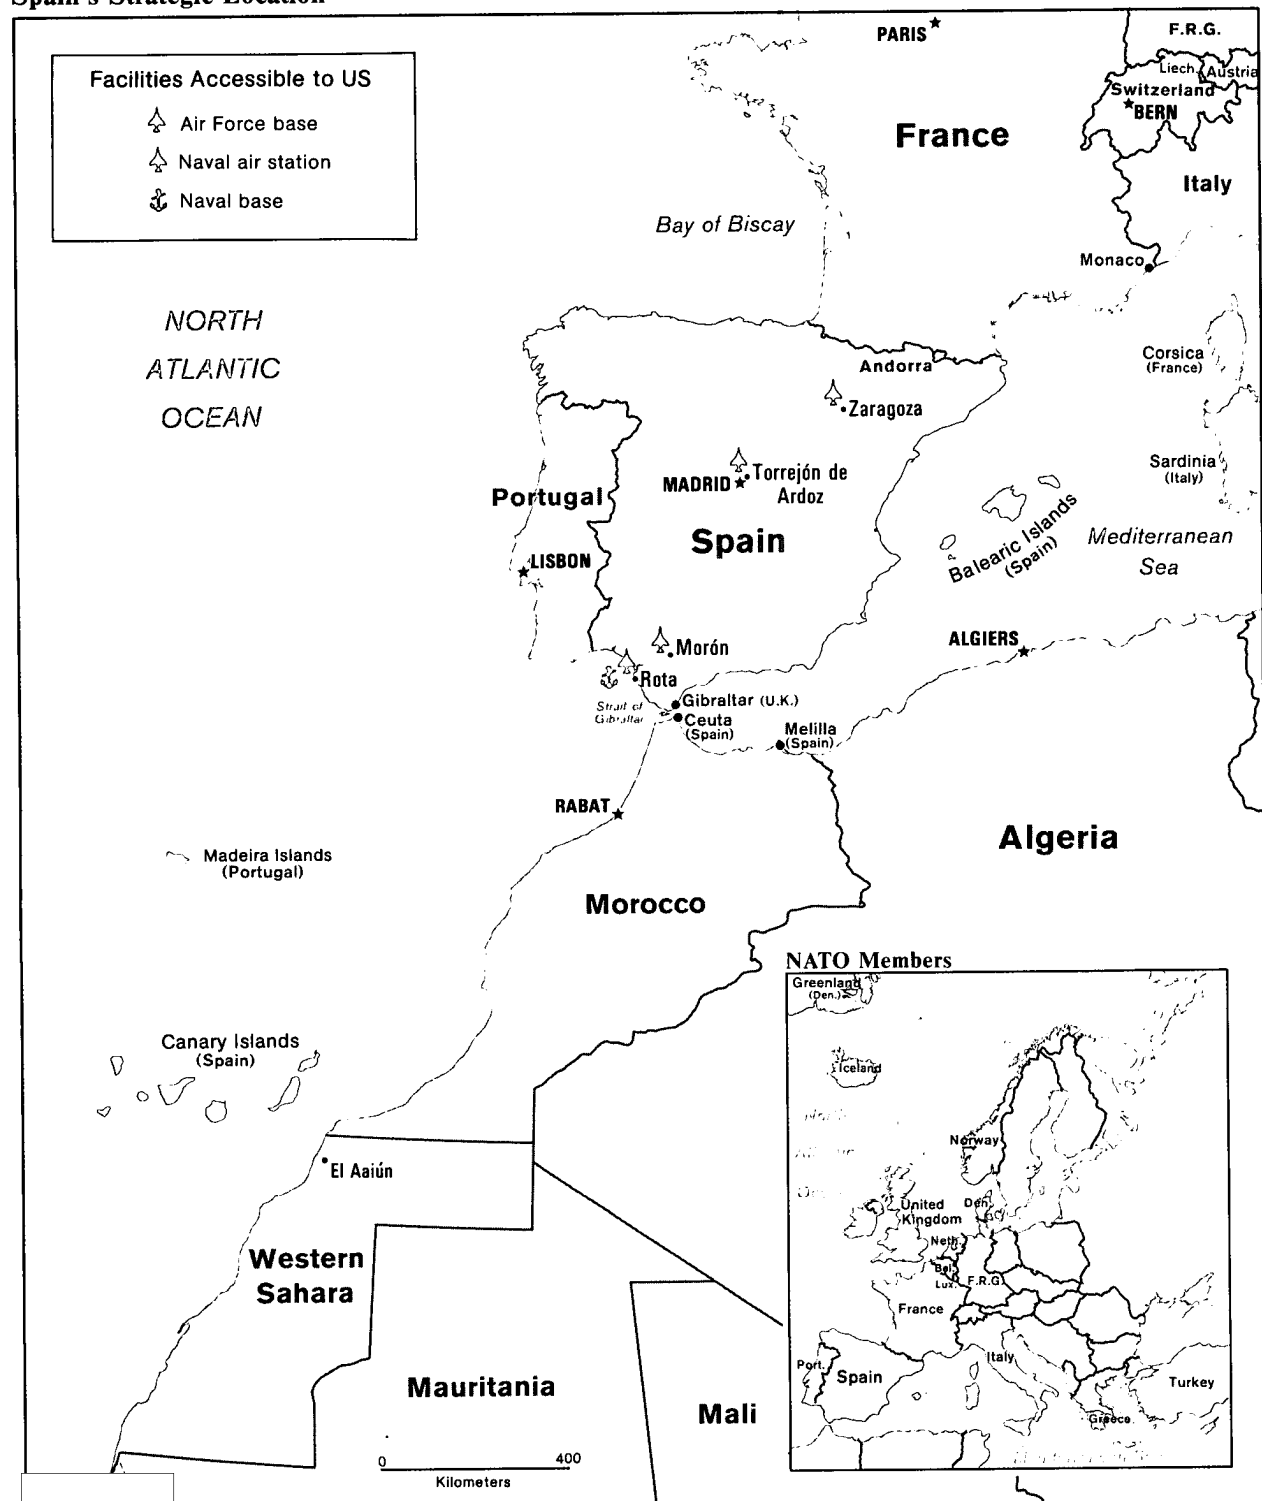 Spain's Strategic Location
Facilities Accessible to US
Air Force base
Naval air station
Naval base
PARIS
F.R.G.
Liech.
Austria
Switzerland
BERN
France
Italy
Bay of Biscay
Monaco
NORTH
ATLANTIC
OCEAN
Corsica
(France)
Andorra
Zaragoza
Sardinia
(Italy)
Torrejón de
Ardoz
MADRID
Portugal
Spain
Balearic Islands
(Spain)
Mediterranean
Sea
LISBON
ALGIERS
Morón
Rota
Strait of
Gibraltar
Gibraltar (U.K.)
Ceuta
(Spain)
Melilla
(Spain)
RABAT
Algeria
Madeira Islands
(Portugal)
Morocco
Canary Islands
(Spain)
El Aaiún
Western
Sahara
Mauritania
Mali
0 400
Kilometers
NATO Members
Greenland
(Den.)
Iceland
Norway
United
Kingdom
Den.
Neth.
Bel.
Lux.
F.R.G.
France
Italy
Port.
Spain
Turkey
Greece